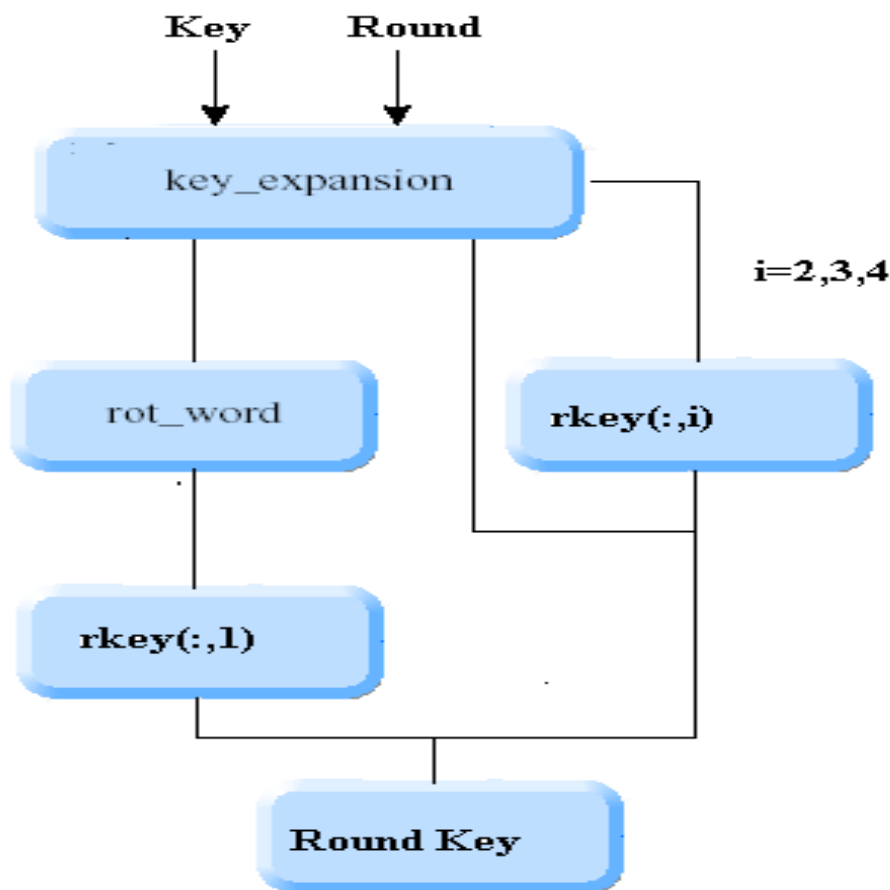 Key Round
key_expansion
i=2,3,4
rot_word
rkey(:,i)
rkey(:,1)
Round Key